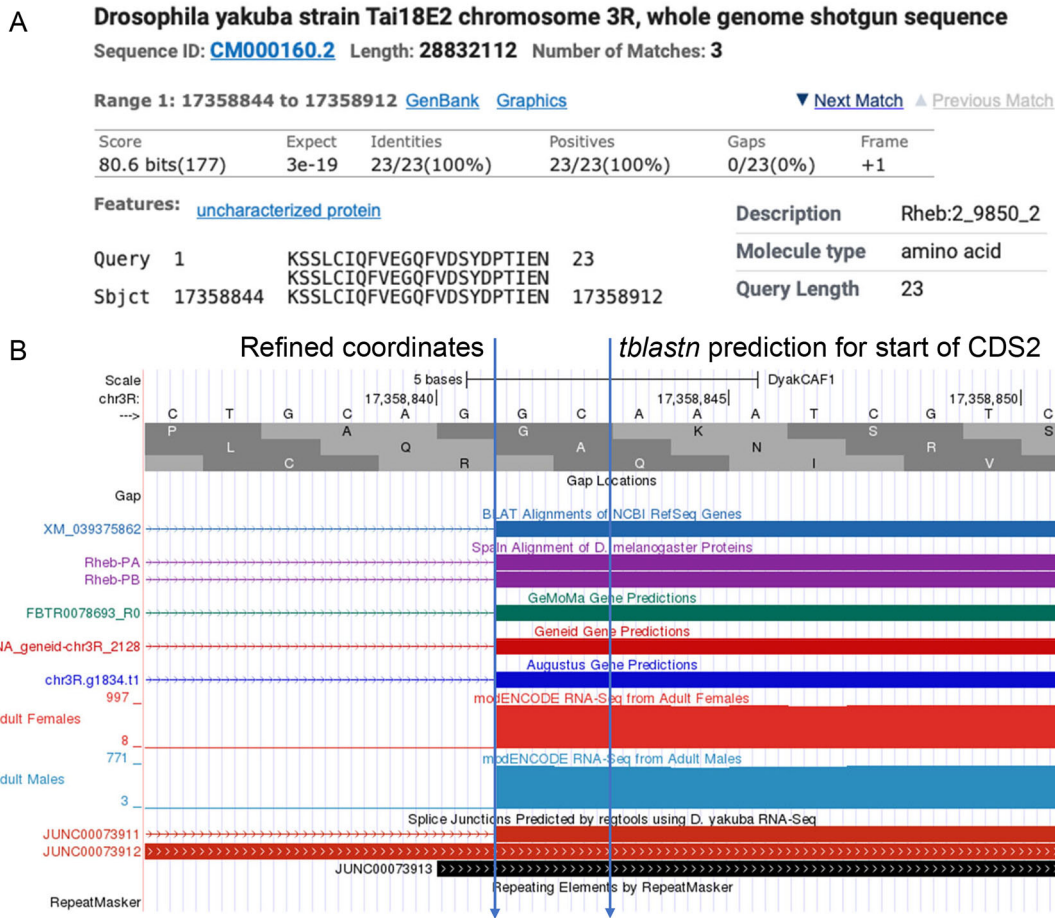 A
Drosophila yakuba strain Tai18E2 chromosome 3R, whole genome shotgun sequence
Sequence ID: CM000160.2 Length: 28832112 Number of Matches: 3
Range 1: 17358844 to 17358912 GenBank Graphics ▼ Next Match ▲ Previous Match
Score Expect Identities Positives Gaps Frame
80.6 bits(177) 3e-19 23/23(100%) 23/23(100%) 0/23(0%) +1
Features: uncharacterized protein
Description Rheb:2_9850_2
Molecule type amino acid
Query Length 23
Query 1 KSSLCIQFVEGQFVDSYDPTIEN 23
KSSLCIQFVEGQFVDSYDPTIEN
Sbjct 17358844 KSSLCIQFVEGQFVDSYDPTIEN 17358912
B
Refined coordinates tblastn prediction for start of CDS2
Scale 5 bases DyakCAF1
chr3R: 17,358,840 17,358,845 17,358,850
---> C T G C A G G C A A A T C G T C
P A G K S S
L Q A N R
C R Q I V
Gap Locations
Gap
BLAT Alignments of NCBI RefSeq Genes
XM_039375862
Spaln Alignment of D. melanogaster Proteins
Rheb-PA
Rheb-PB
GeMoMa Gene Predictions
FBTR0078693_R0
Geneid Gene Predictions
NA_geneid-chr3R_2128
Augustus Gene Predictions
chr3R.g1834.t1
modENCODE RNA-Seq from Adult Females
997 _
dult Females
8 _
modENCODE RNA-Seq from Adult Males
771 _
dult Males
3 _
Splice Junctions Predicted by regtools using D. yakuba RNA-Seq
JUNC00073911
JUNC00073912
JUNC00073913
Repeating Elements by RepeatMasker
RepeatMasker